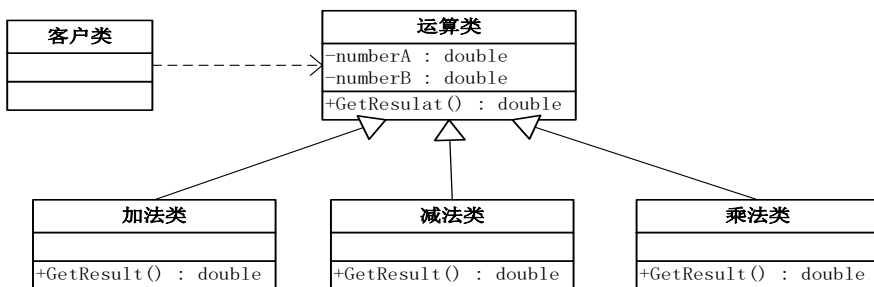 客户类
运算类
-numberA : double
-numberB : double
+GetResulat() : double
加法类
+GetResult() : double
减法类
+GetResult() : double
乘法类
+GetResult() : double